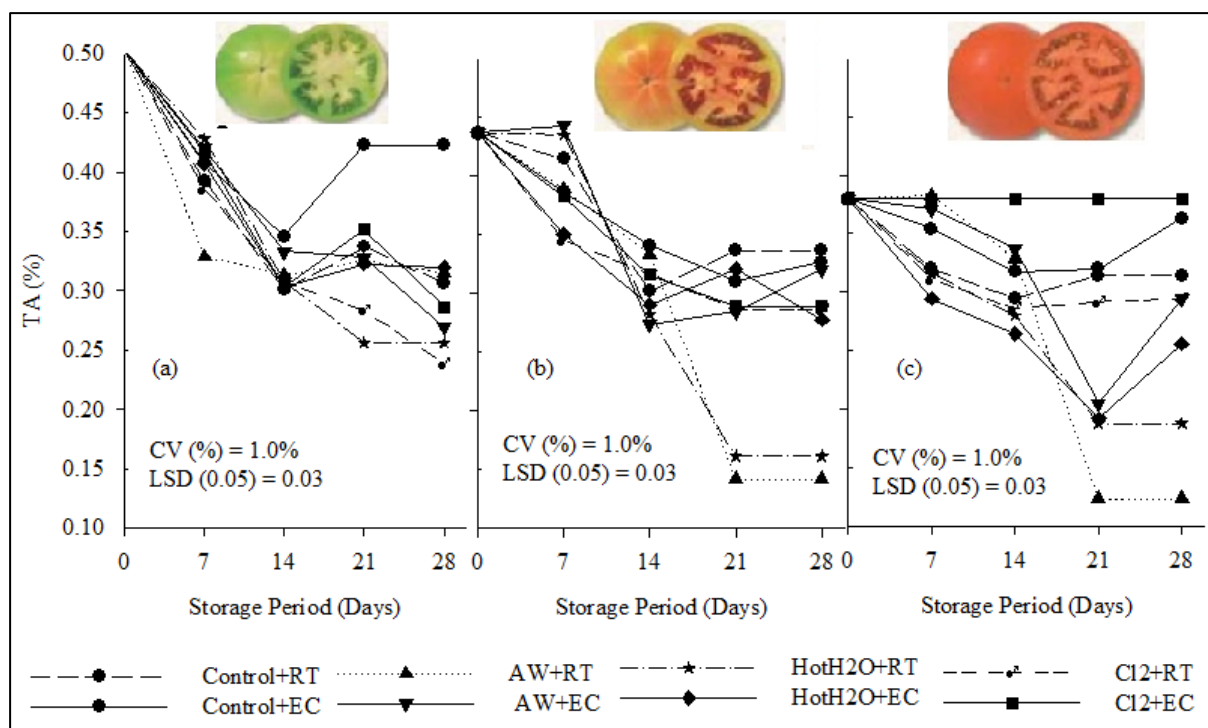 0.50
0.45
0.40
0.35
0.30
0.25
0.20
0.15
0.10
TA (%)
(a)
(b)
(c)
CV (%) = 1.0%
LSD (0.05) = 0.03
CV (%) = 1.0%
LSD (0.05) = 0.03
CV (%) = 1.0%
LSD (0.05) = 0.03
0 7 14 21 28
0 7 14 21 28
0 7 14 21 28
Storage Period (Days)
Storage Period (Days)
Storage Period (Days)
Control+RT
AW+RT
HotH2O+RT
Cl2+RT
Control+EC
AW+EC
HotH2O+EC
Cl2+EC